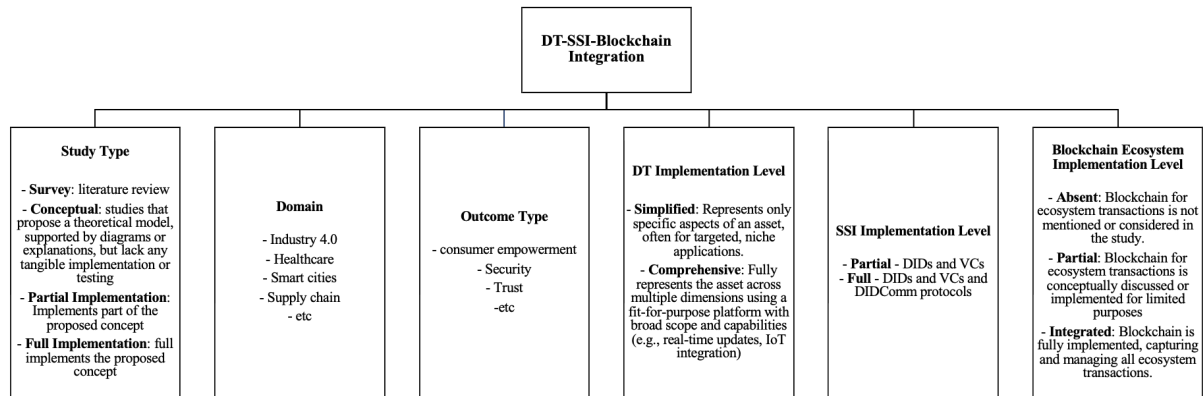 DT-SSI-Blockchain
Integration
Study Type
- Survey: literature review
- Conceptual: studies that
propose a theoretical model,
supported by diagrams or
explanations, but lack any
tangible implementation or
testing
- Partial Implementation:
Implements part of the
proposed concept
- Full Implementation: full
implements the proposed
concept
Domain
- Industry 4.0
- Healthcare
- Smart cities
- Supply chain
- etc
Outcome Type
- consumer empowerment
- Security
- Trust
-etc
DT Implementation Level
- Simplified: Represents only
specific aspects of an asset,
often for targeted, niche
applications.
- Comprehensive: Fully
represents the asset across
multiple dimensions using a
fit-for-purpose platform with
broad scope and capabilities
(e.g., real-time updates, IoT
integration)
SSI Implementation Level
- Partial - DIDs and VCs
- Full - DIDs and VCs and
DIDComm protocols
Blockchain Ecosystem
Implementation Level
- Absent: Blockchain for
ecosystem transactions is not
mentioned or considered in
the study.
- Partial: Blockchain for
ecosystem transactions is
conceptually discussed or
implemented for limited
purposes
- Integrated: Blockchain is
fully implemented, capturing
and managing all ecosystem
transactions.